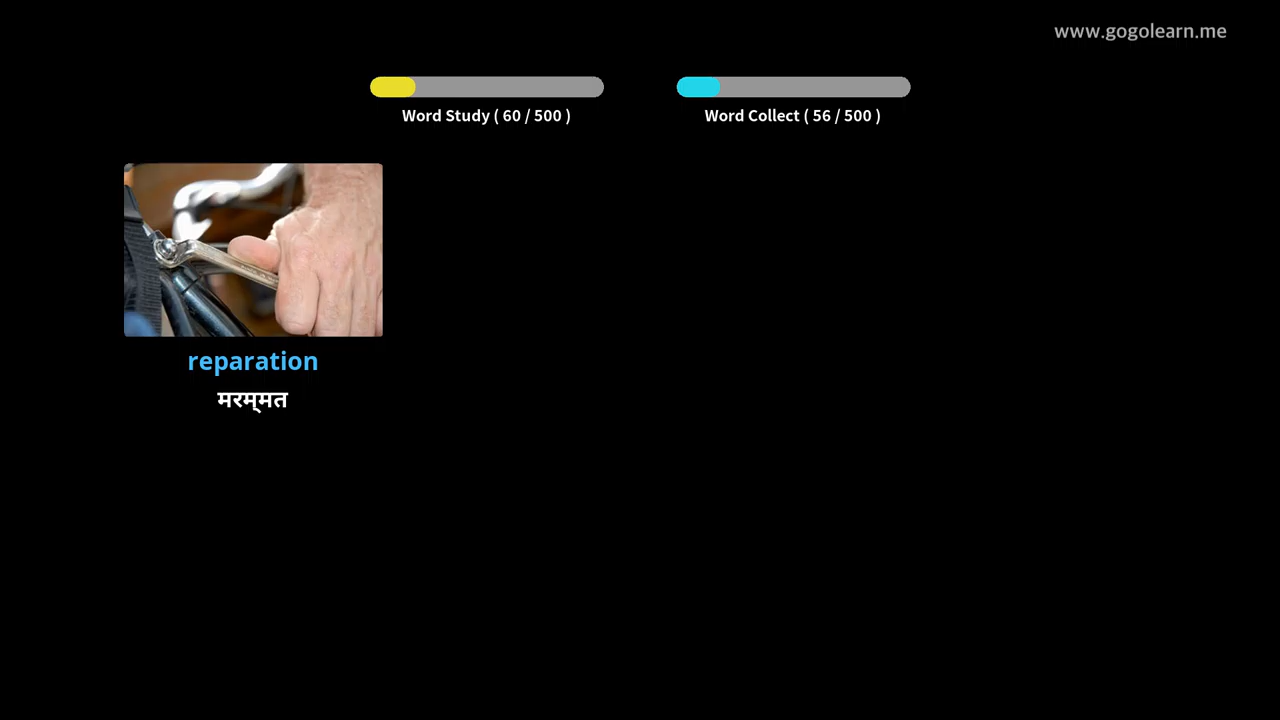 www.gogolearn.me
Word Study ( 60 / 500 )
Word Collect ( 56 / 500 )
reparation
मरम्मत